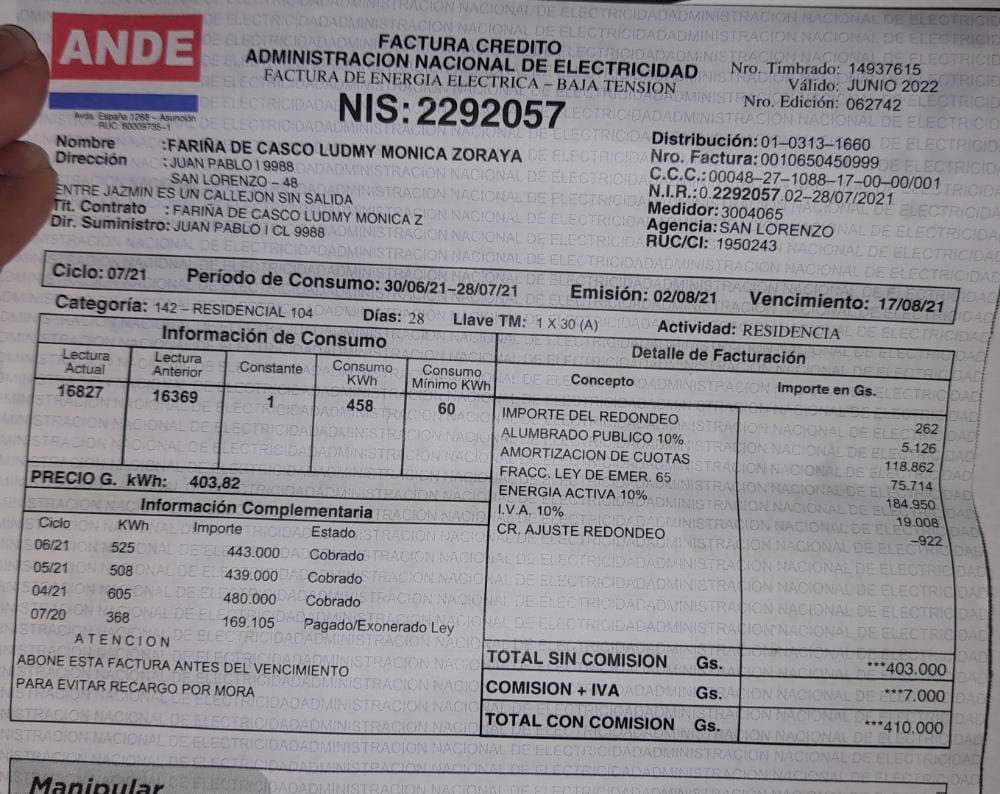 ANDE
Avda. España 1268 – Asunción
RUC: 80009735–1
FACTURA CREDITO
ADMINISTRACION NACIONAL DE ELECTRICIDAD
FACTURA DE ENERGIA ELECTRICA – BAJA TENSION
NIS: 2292057
Nro. Timbrado: 14937615
Válido: JUNIO 2022
Nro. Edición: 062742
Nombre :FARIÑA DE CASCO LUDMY MONICA ZORAYA
Dirección :JUAN PABLO I 9988
SAN LORENZO – 48
ENTRE JAZMIN ES UN CALLEJON SIN SALIDA
Tit. Contrato : FARIÑA DE CASCO LUDMY MONICA Z
Dir. Suministro: JUAN PABLO I CL 9988
Distribución: 01–0313–1660
Nro. Factura: 0010650450999
C.C.C.: 00048–27–1088–17–00–00/001
N.I.R.: 0.2292057.02–28/07/2021
Medidor: 3004065
Agencia: SAN LORENZO
RUC/CI: 1950243
Ciclo: 07/21 Período de Consumo: 30/06/21–28/07/21 Emisión: 02/08/21 Vencimiento: 17/08/21
Categoría: 142 – RESIDENCIAL 104 Días: 28 Llave TM: 1 X 30 (A) Actividad: RESIDENCIA
Información de Consumo
Lectura Actual Lectura Anterior Constante Consumo KWh Consumo Mínimo KWh
16827 16369 1 458 60
PRECIO G. kWh: 403,82
Información Complementaria
Ciclo KWh Importe Estado
06/21 525 443.000 Cobrado
05/21 508 439.000 Cobrado
04/21 605 480.000 Cobrado
07/20 368 169.105 Pagado/Exonerado Ley
A T E N C I O N
ABONE ESTA FACTURA ANTES DEL VENCIMIENTO
PARA EVITAR RECARGO POR MORA
Detalle de Facturación
Concepto Importe en Gs.
IMPORTE DEL REDONDEO 262
ALUMBRADO PUBLICO 10% 5.126
AMORTIZACION DE CUOTAS 118.862
FRACC. LEY DE EMER. 65 75.714
ENERGIA ACTIVA 10% 184.950
I.V.A. 10% 19.008
CR. AJUSTE REDONDEO –922
TOTAL SIN COMISION Gs. ***403.000
COMISION + IVA Gs. ***7.000
TOTAL CON COMISION Gs. ***410.000
Manipular